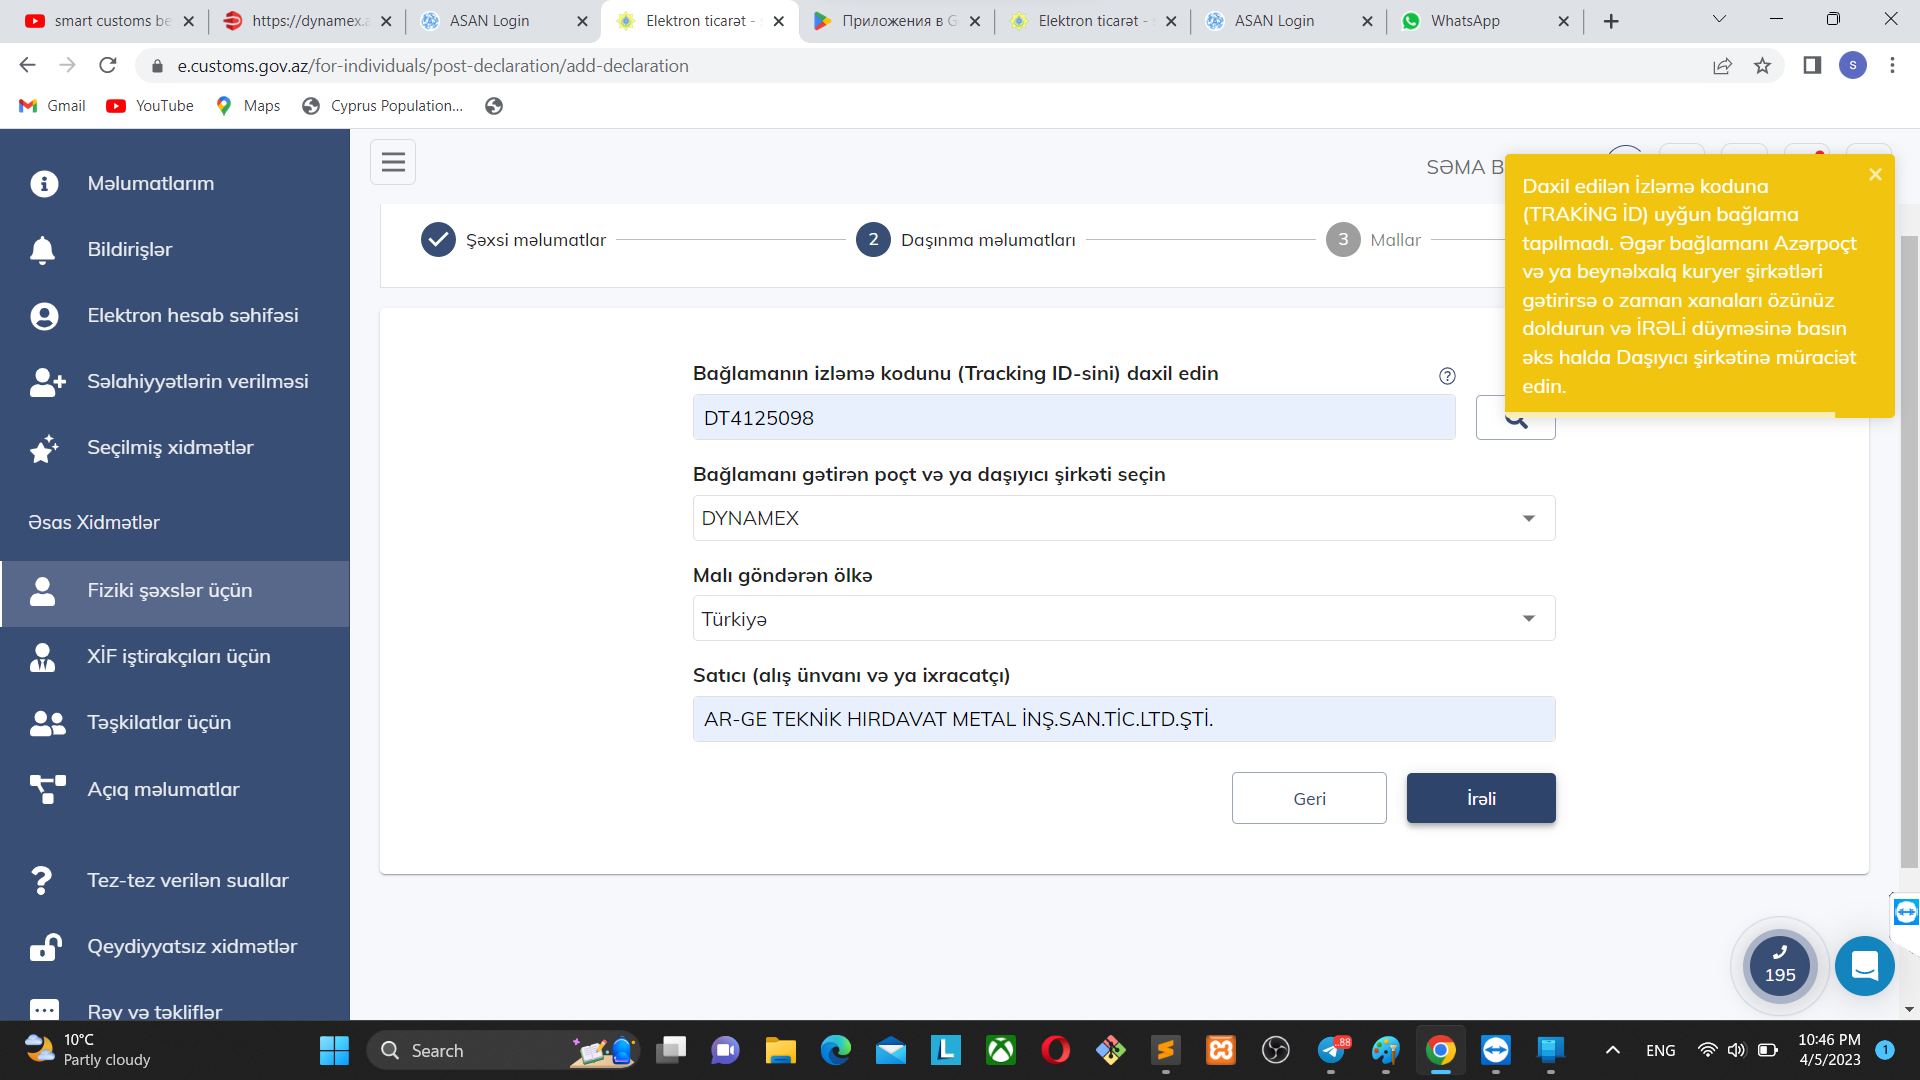 smart customs be
https://dynamex.a
ASAN Login
Elektron ticarət -
Приложения в G
Elektron ticarət -
ASAN Login
WhatsApp
e.customs.gov.az/for-individuals/post-declaration/add-declaration
S
Gmail
YouTube
Maps
Cyprus Population...
Məlumatlarım
Bildirişlər
Elektron hesab səhifəsi
Səlahiyyətlərin verilməsi
Seçilmiş xidmətlər
Əsas Xidmətlər
Fiziki şəxslər üçün
XİF iştirakçıları üçün
Təşkilatlar üçün
Açıq məlumatlar
Tez-tez verilən suallar
Qeydiyyatsız xidmətlər
Rəy və təkliflər
SƏMA B
Şəxsi məlumatlar
2 Daşınma məlumatları
3 Mallar
Daxil edilən İzləmə koduna
(TRAKİNG İD) uyğun bağlama
tapılmadı. Əgər bağlamanı Azərpoçt
və ya beynəlxalq kuryer şirkətləri
gətirirsə o zaman xanaları özünüz
doldurun və İRƏLİ düyməsinə basın
əks halda Daşıyıcı şirkətinə müraciət
edin.
Bağlamanın izləmə kodunu (Tracking ID-sini) daxil edin
DT4125098
Bağlamanı gətirən poçt və ya daşıyıcı şirkəti seçin
DYNAMEX
Malı göndərən ölkə
Türkiyə
Satıcı (alış ünvanı və ya ixracatçı)
AR-GE TEKNİK HIRDAVAT METAL İNŞ.SAN.TİC.LTD.ŞTİ.
Geri
İrəli
195
10°C
Partly cloudy
Search
L
88
ENG
10:46 PM
4/5/2023
1